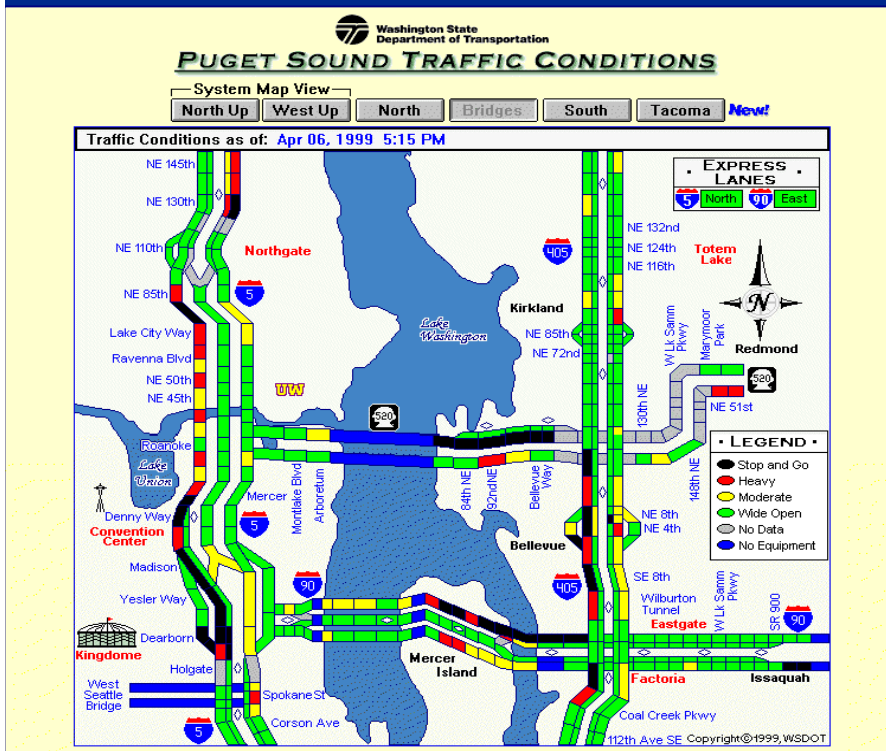 Washington State
Department of Transportation
PUGET SOUND TRAFFIC CONDITIONS
System Map View
North Up West Up North Bridges South Tacoma New!
Traffic Conditions as of: Apr 06, 1999 5:15 PM
EXPRESS
LANES
5 North 90 East
NE 145th
NE 130th
NE 110th
Northgate
NE 85th
5
Lake City Way
Ravenna Blvd
NE 50th
NE 45th
UW
Roanoke
Lake
Union
Mercer
Denny Way
Convention
Center
5
Madison
Yesler Way
Dearborn
Kingdome
Holgate
West
Seattle
Bridge
Spokane St
Corson Ave
5
Lake
Washington
520
Montlake Blvd
Arboretum
84th NE
92nd NE
Bellevue
Way
90
Mercer
Island
405
NE 132nd
NE 124th
NE 116th
Totem
Lake
N
Kirkland
NE 85th
NE 72nd
W Lk Samm
Pkwy
Marymoor
Park
Redmond
520
130th NE
NE 51st
148th NE
LEGEND
Stop and Go
Heavy
Moderate
Wide Open
No Data
No Equipment
NE 8th
NE 4th
Bellevue
405
SE 8th
Wilburton
Tunnel
Eastgate
W Lk Samm
Pkwy
SR 900
90
Factoria
Issaquah
Coal Creek Pkwy
112th Ave SE
Copyright©1999, WSDOT